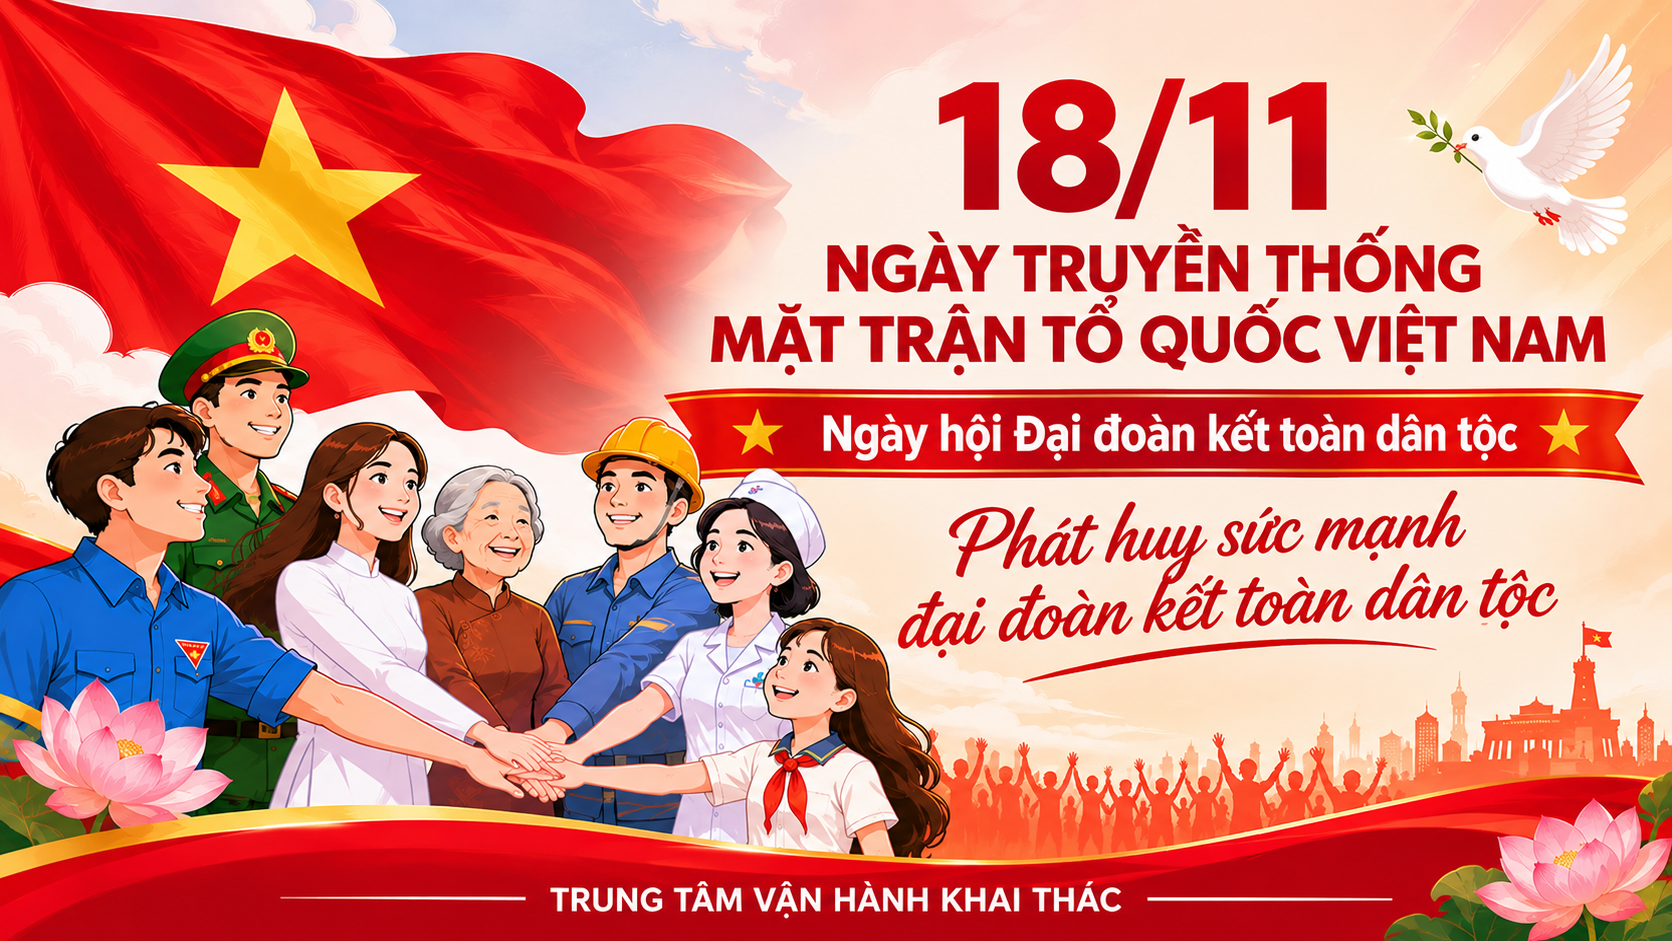 18/11
NGÀY TRUYỀN THỐNG
MẶT TRẬN TỔ QUỐC VIỆT NAM
Ngày hội Đại đoàn kết toàn dân tộc
Phát huy sức mạnh
đại đoàn kết toàn dân tộc
TRUNG TÂM VẬN HÀNH KHAI THÁC